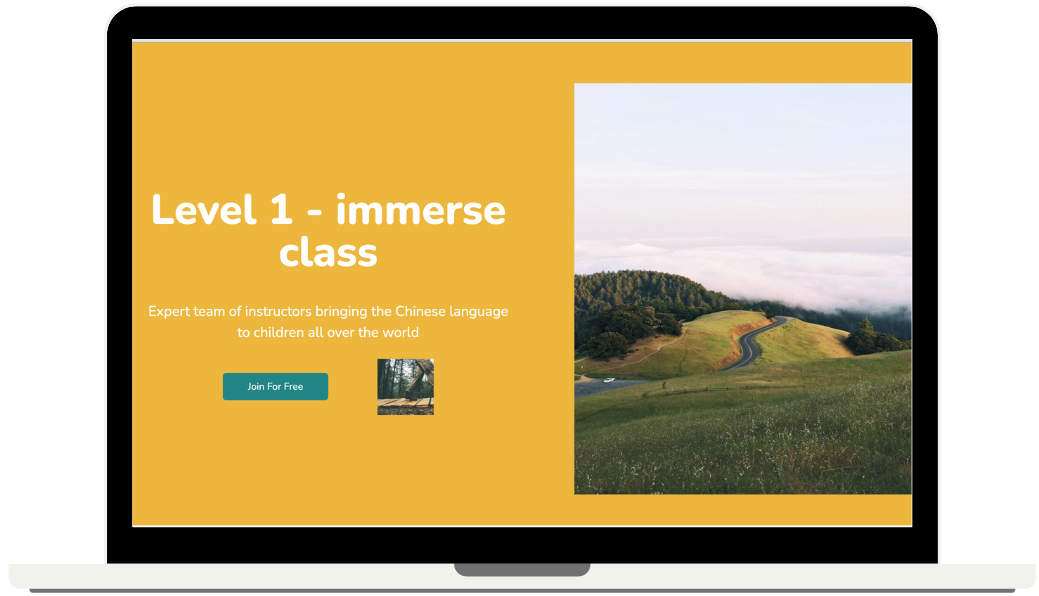 Level 1 - immerse
class
Expert team of instructors bringing the Chinese language
to children all over the world
Join For Free